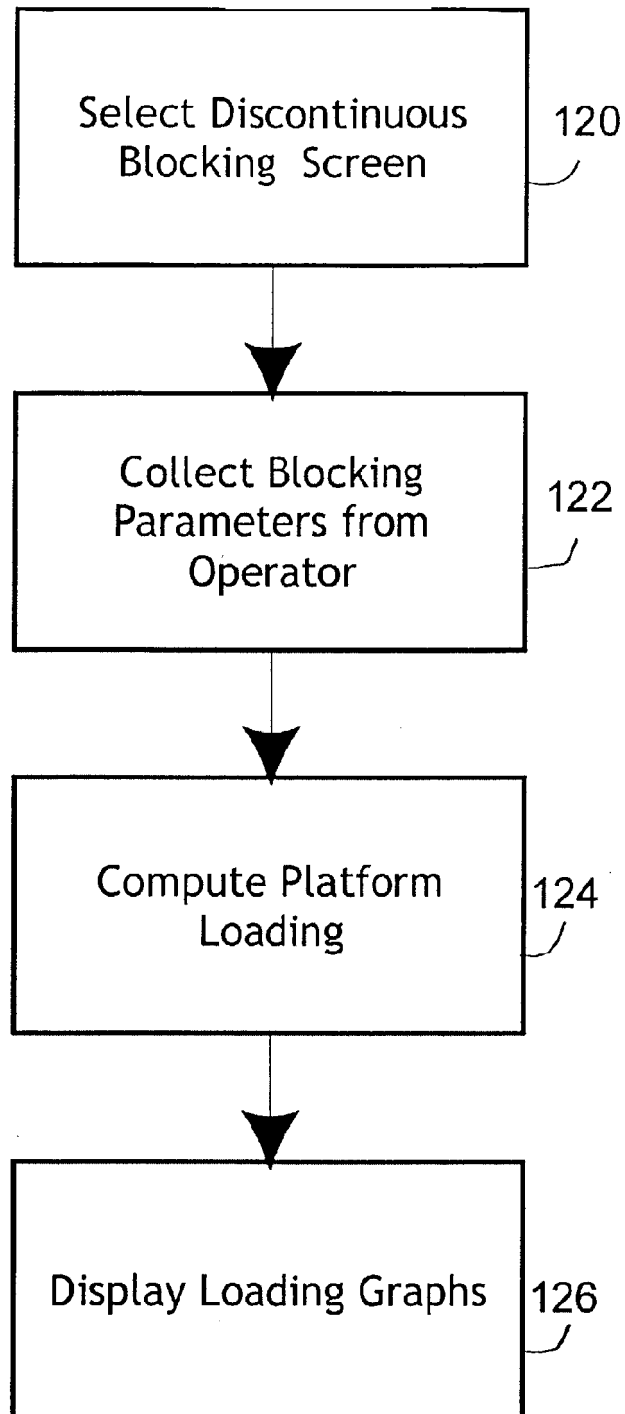 Select Discontinuous
Blocking Screen
120
Collect Blocking
Parameters from
Operator
122
Compute Platform
Loading
124
Display Loading Graphs
126